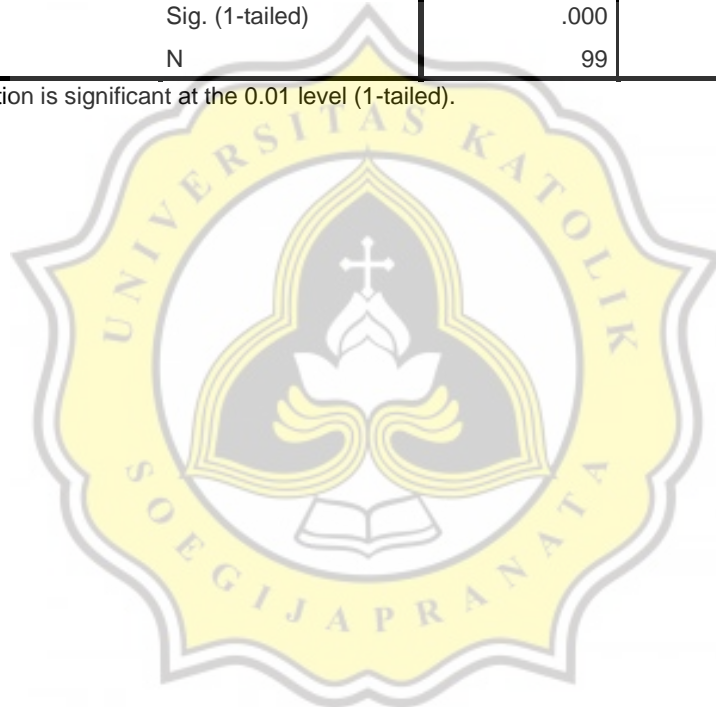 Sig. (1-tailed) .000
N 99
tion is significant at the 0.01 level (1-tailed).
UNIVERSITAS KATOLIK
SOEGIJAPRANATA